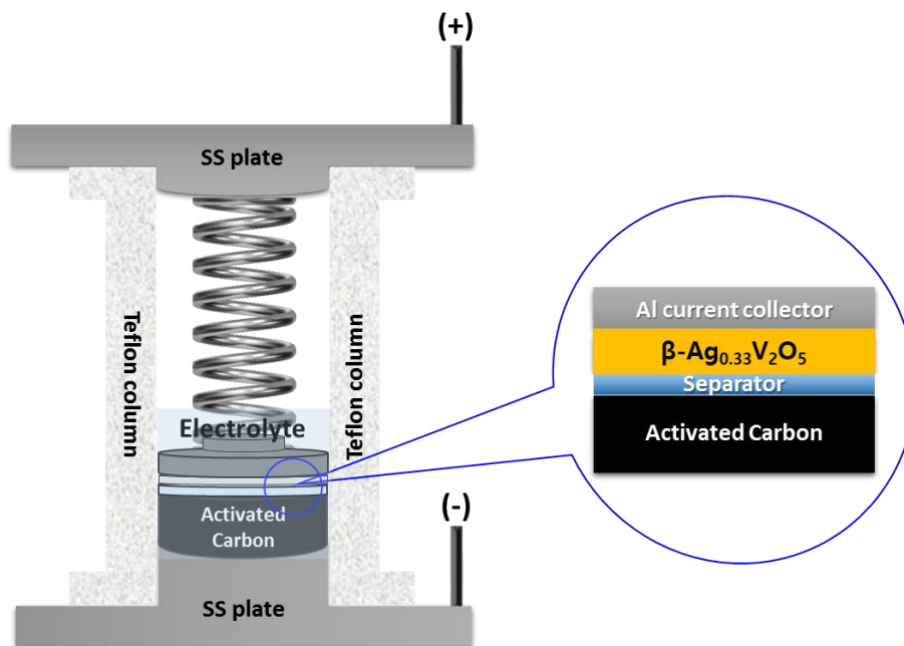 (+)
SS plate
Teflon column
Teflon column
Electrolyte
Activated
Carbon
(-)
SS plate
Al current collector
β-Ag₀.₃₃V₂O₅
Separator
Activated Carbon